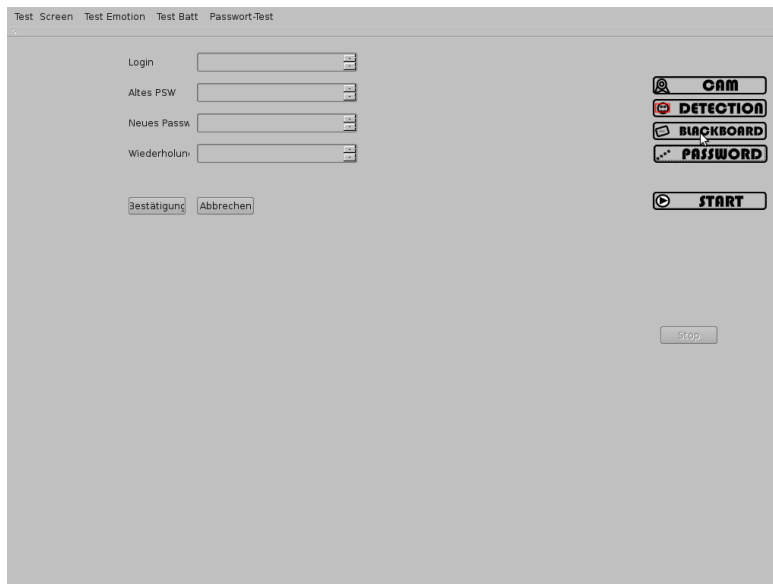 Test Screen Test Emotion Test Batt Passwort-Test
Login
Altes PSW
Neues Passw
Wiederholun
Bestätigung Abbrechen
CAM
DETECTION
BLACKBOARD
PASSWORD
START
Stop